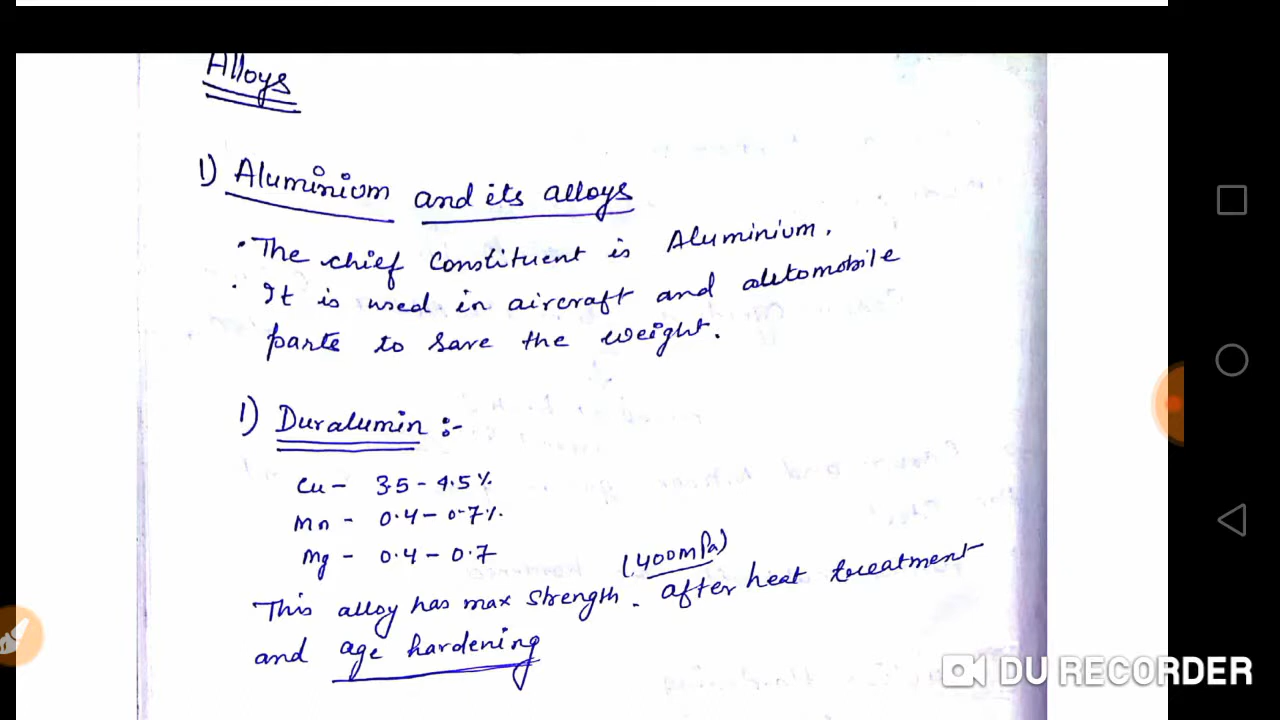 Alloys
1) Aluminium and its alloys
• The chief constituent is Aluminium.
• It is used in aircraft and automobile
parts to save the weight.
1) Duralumin :-
Cu - 3.5 - 4.5%
Mn - 0.4 - 0.7%
Mg - 0.4 - 0.7
(400mPa)
This alloy has max strength. after heat treatment
and age hardening
DU RECORDER